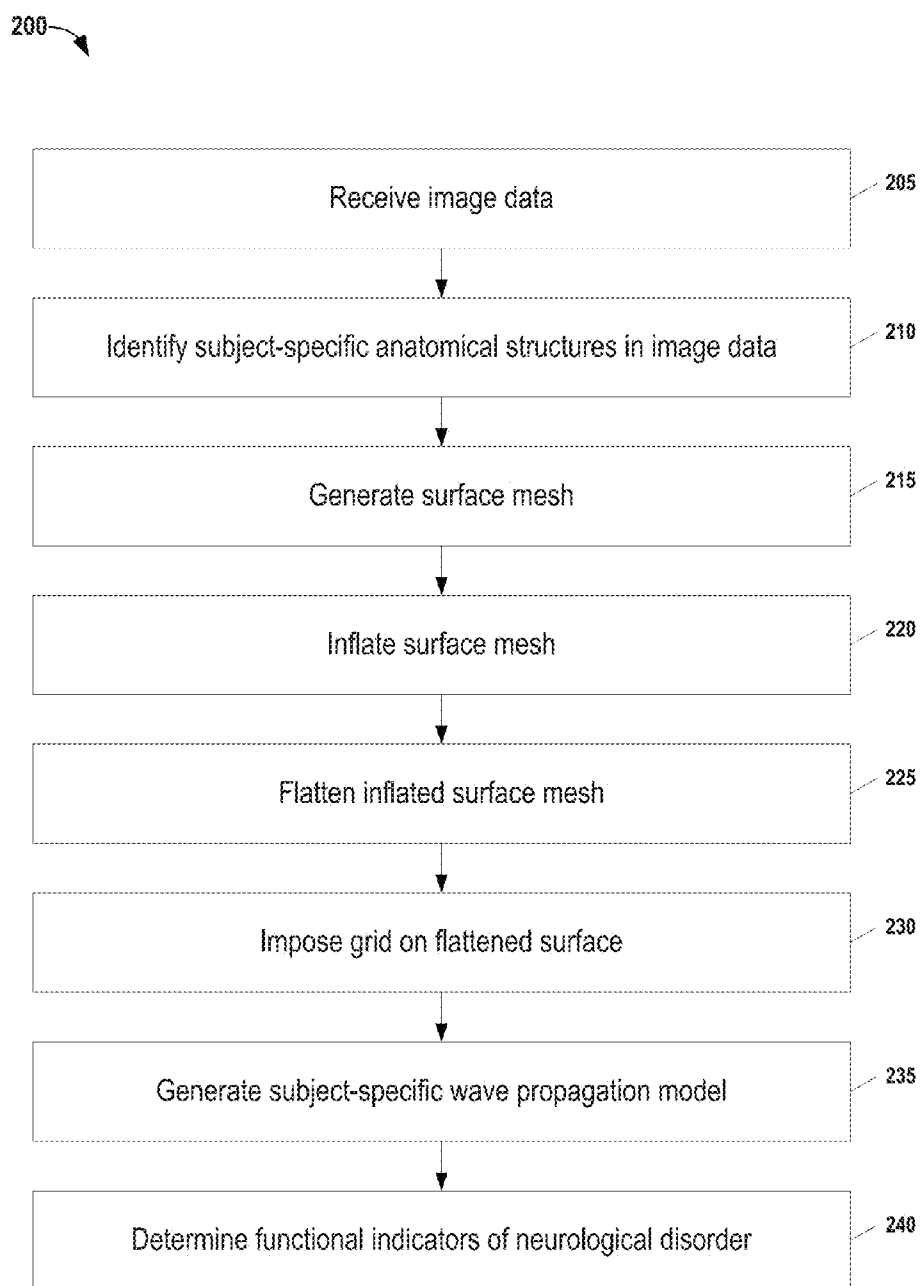 200
Receive image data
205
Identify subject-specific anatomical structures in image data
210
Generate surface mesh
215
Inflate surface mesh
220
Flatten inflated surface mesh
225
Impose grid on flattened surface
230
Generate subject-specific wave propagation model
235
Determine functional indicators of neurological disorder
240